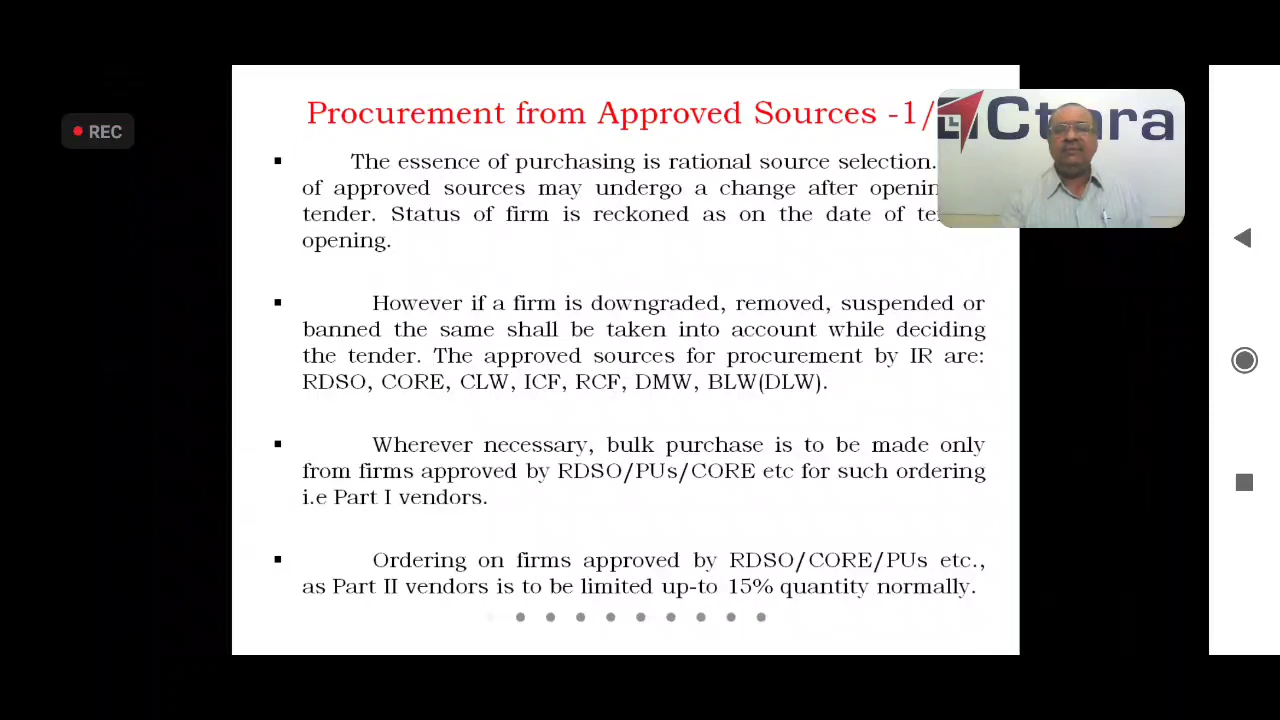 Procurement from Approved Sources -1/
REC
The essence of purchasing is rational source selection.
of approved sources may undergo a change after
tender. Status of firm is reckoned as on the date of
opening.
However if a firm is downgraded, removed, suspended or
banned the same shall be taken into account while deciding
the tender. The approved sources for procurement by IR are:
RDSO, CORE, CLW, ICF, RCF, DMW, BLW(DLW).
Wherever necessary, bulk purchase is to be made only
from firms approved by RDSO/PUs/CORE etc for such ordering
i.e Part I vendors.
Ordering on firms approved by RDSO/CORE/PUs etc.,
as Part II vendors is to be limited up-to 15% quantity normally.